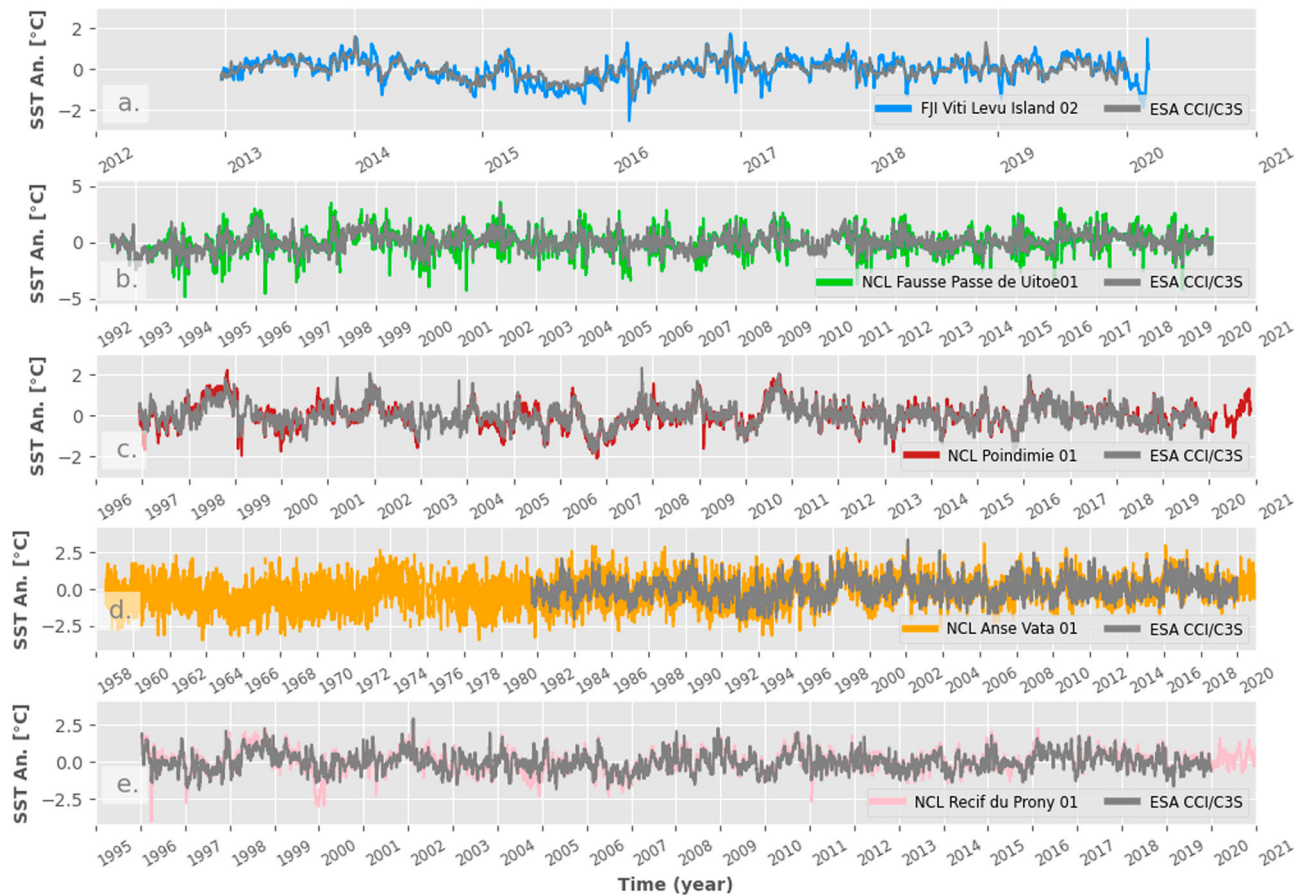 SST An. [°C]
2
0
−2
a.
FJI Viti Levu Island 02 ESA CCI/C3S
2012 2013 2014 2015 2016 2017 2018 2019 2020 2021
SST An. [°C]
5
0
−5
b.
NCL Fausse Passe de Uitoe01 ESA CCI/C3S
1992 1993 1994 1995 1996 1997 1998 1999 2000 2001 2002 2003 2004 2005 2006 2007 2008 2009 2010 2011 2012 2013 2014 2015 2016 2017 2018 2019 2020 2021
SST An. [°C]
2
0
−2
c.
NCL Poindimie 01 ESA CCI/C3S
1996 1997 1998 1999 2000 2001 2002 2003 2004 2005 2006 2007 2008 2009 2010 2011 2012 2013 2014 2015 2016 2017 2018 2019 2020 2021
SST An. [°C]
2.5
0.0
−2.5
d.
NCL Anse Vata 01 ESA CCI/C3S
1958 1960 1962 1964 1966 1968 1970 1972 1974 1976 1978 1980 1982 1984 1986 1988 1990 1992 1994 1996 1998 2000 2002 2004 2006 2008 2010 2012 2014 2016 2018 2020
SST An. [°C]
2.5
0.0
−2.5
e.
NCL Recif du Prony 01 ESA CCI/C3S
1995 1996 1997 1998 1999 2000 2001 2002 2003 2004 2005 2006 2007 2008 2009 2010 2011 2012 2013 2014 2015 2016 2017 2018 2019 2020 2021
Time (year)